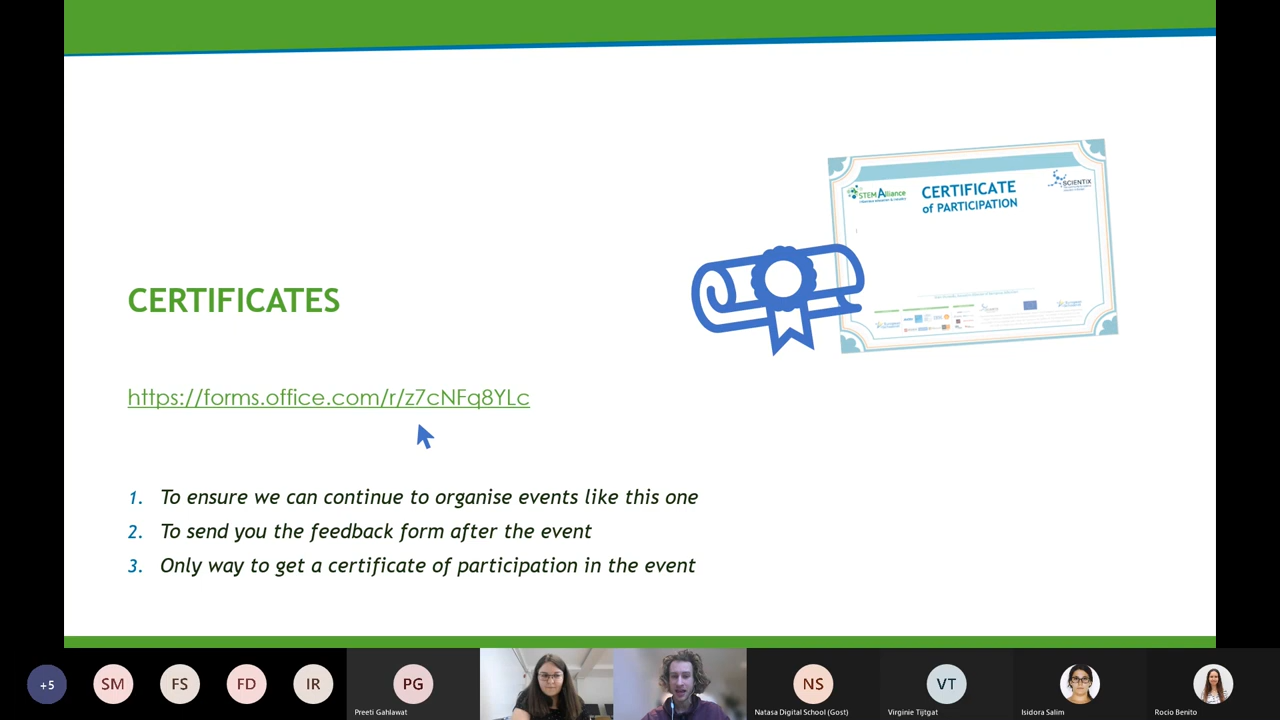 STEM Alliance
SCIENTIX
CERTIFICATE
of PARTICIPATION
CERTIFICATES
https://forms.office.com/r/z7cNFq8YLc
1. To ensure we can continue to organise events like this one
2. To send you the feedback form after the event
3. Only way to get a certificate of participation in the event
+5
SM
FS
FD
IR
PG
Preeti Gahlawat
NS
Natasa Digital School (Gost)
VT
Virginie Tijtgat
Isidora Salim
Rocio Benito